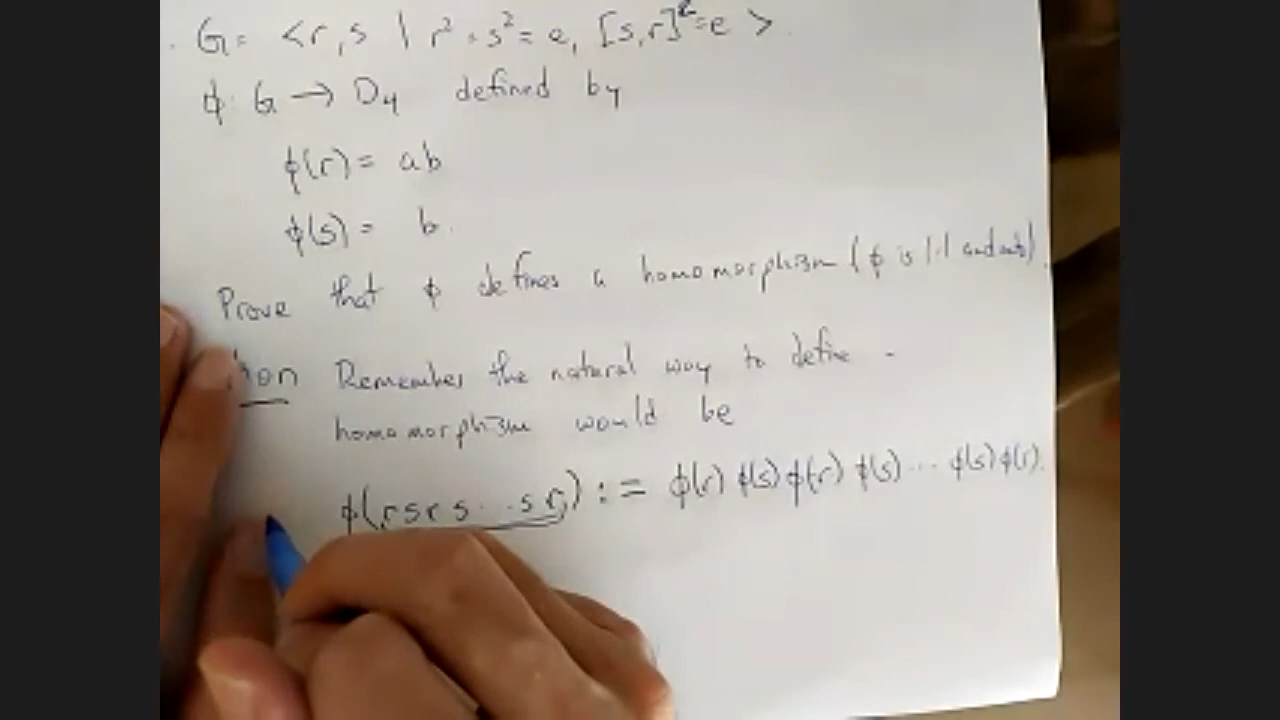 G = <r, s | r² = s² = e, [s,r]² = e >.
φ: G → D₄ defined by
φ(r) = ab
φ(s) = b.
Prove that φ defines a homomorphism (φ is 1-1 and onto)
Remember the natural way to define
homomorphism would be
φ(rsrs...sr) := φ(r) φ(s) φ(r) φ(s) ... φ(s) φ(r).